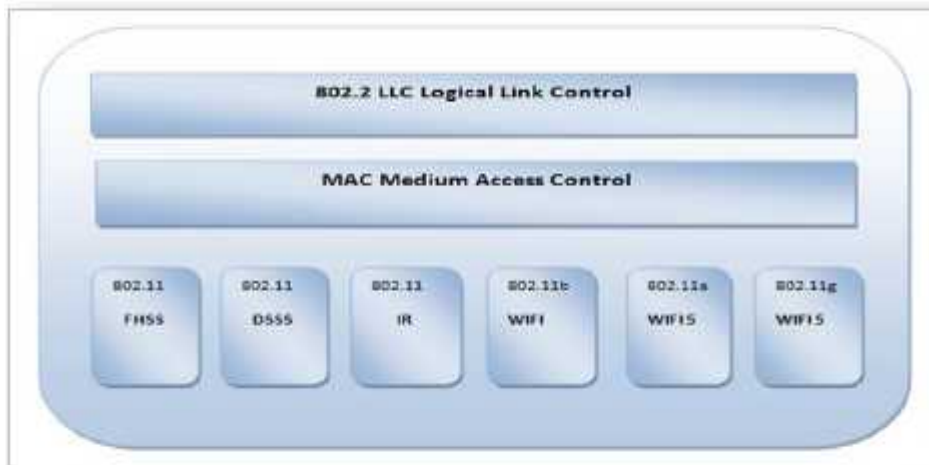 802.2 LLC Logical Link Control
MAC Medium Access Control
802.11 802.11 802.11 802.11b 802.11a 802.11g
FHSS DSSS IR WIFI WIFI5 WIFI5